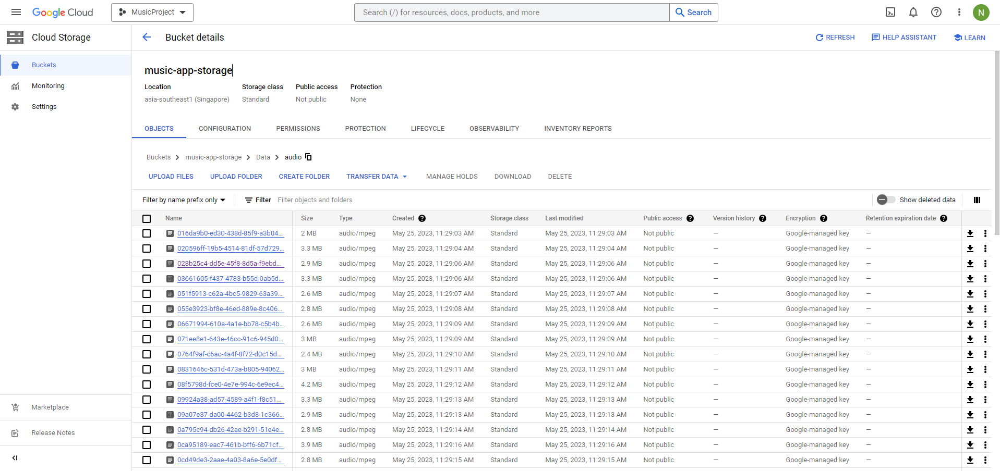 Google Cloud MusicProject Search (/) for resources, docs, products, and more Search N
Cloud Storage
Bucket details REFRESH HELP ASSISTANT LEARN
Buckets
Monitoring
Settings
Marketplace
Release Notes
music-app-storage
Location Storage class Public access Protection
asia-southeast1 (Singapore) Standard Not public None
OBJECTS CONFIGURATION PERMISSIONS PROTECTION LIFECYCLE OBSERVABILITY INVENTORY REPORTS
Buckets > music-app-storage > Data > audio
UPLOAD FILES UPLOAD FOLDER CREATE FOLDER TRANSFER DATA MANAGE HOLDS DOWNLOAD DELETE
Filter by name prefix only Filter Filter objects and folders Show deleted data
Name Size Type Created Storage class Last modified Public access Version history Encryption Retention expiration date
016da9b0-ed30-438d-85f9-a3b04... 2 MB audio/mpeg May 25, 2023, 11:29:03 AM Standard May 25, 2023, 11:29:03 AM Not public — Google-managed key —
020596ff-19b5-4514-81df-57d729... 3.3 MB audio/mpeg May 25, 2023, 11:29:04 AM Standard May 25, 2023, 11:29:04 AM Not public — Google-managed key —
028b25c4-dd5e-45f8-8d5a-f9ebd... 2.9 MB audio/mpeg May 25, 2023, 11:29:06 AM Standard May 25, 2023, 11:29:06 AM Not public — Google-managed key —
03661605-f437-4783-b55d-0ab5d... 3.3 MB audio/mpeg May 25, 2023, 11:29:06 AM Standard May 25, 2023, 11:29:06 AM Not public — Google-managed key —
051f5913-c62a-4bc5-9829-63a39... 2.6 MB audio/mpeg May 25, 2023, 11:29:07 AM Standard May 25, 2023, 11:29:07 AM Not public — Google-managed key —
055e3923-bf8e-46ed-889e-8c406... 2.8 MB audio/mpeg May 25, 2023, 11:29:08 AM Standard May 25, 2023, 11:29:08 AM Not public — Google-managed key —
06671994-610a-4a1e-bb78-c5b4b... 2.6 MB audio/mpeg May 25, 2023, 11:29:09 AM Standard May 25, 2023, 11:29:09 AM Not public — Google-managed key —
071ee8e1-643e-46cc-91c6-945d0... 3 MB audio/mpeg May 25, 2023, 11:29:09 AM Standard May 25, 2023, 11:29:09 AM Not public — Google-managed key —
0764f9af-c6ac-4a4f-8f72-d0c15d... 2.4 MB audio/mpeg May 25, 2023, 11:29:10 AM Standard May 25, 2023, 11:29:10 AM Not public — Google-managed key —
0831646c-531d-473a-b805-94062... 3 MB audio/mpeg May 25, 2023, 11:29:11 AM Standard May 25, 2023, 11:29:11 AM Not public — Google-managed key —
08f5798d-fce0-4e7e-994c-6e9ec4... 4.2 MB audio/mpeg May 25, 2023, 11:29:12 AM Standard May 25, 2023, 11:29:12 AM Not public — Google-managed key —
09924a38-ad57-4589-a4f1-f8c51... 3.3 MB audio/mpeg May 25, 2023, 11:29:13 AM Standard May 25, 2023, 11:29:13 AM Not public — Google-managed key —
09a07e37-da00-4462-b3d8-1c366... 2.9 MB audio/mpeg May 25, 2023, 11:29:13 AM Standard May 25, 2023, 11:29:13 AM Not public — Google-managed key —
0a795c94-db26-42ae-b291-51e4e... 2.8 MB audio/mpeg May 25, 2023, 11:29:14 AM Standard May 25, 2023, 11:29:14 AM Not public — Google-managed key —
0ca95189-eac7-461b-bff6-6b71cf... 3.9 MB audio/mpeg May 25, 2023, 11:29:16 AM Standard May 25, 2023, 11:29:16 AM Not public — Google-managed key —
0cd49de3-2aae-4a03-8a6e-5e0df... 2.8 MB audio/mpeg May 25, 2023, 11:29:15 AM Standard May 25, 2023, 11:29:15 AM Not public — Google-managed key —